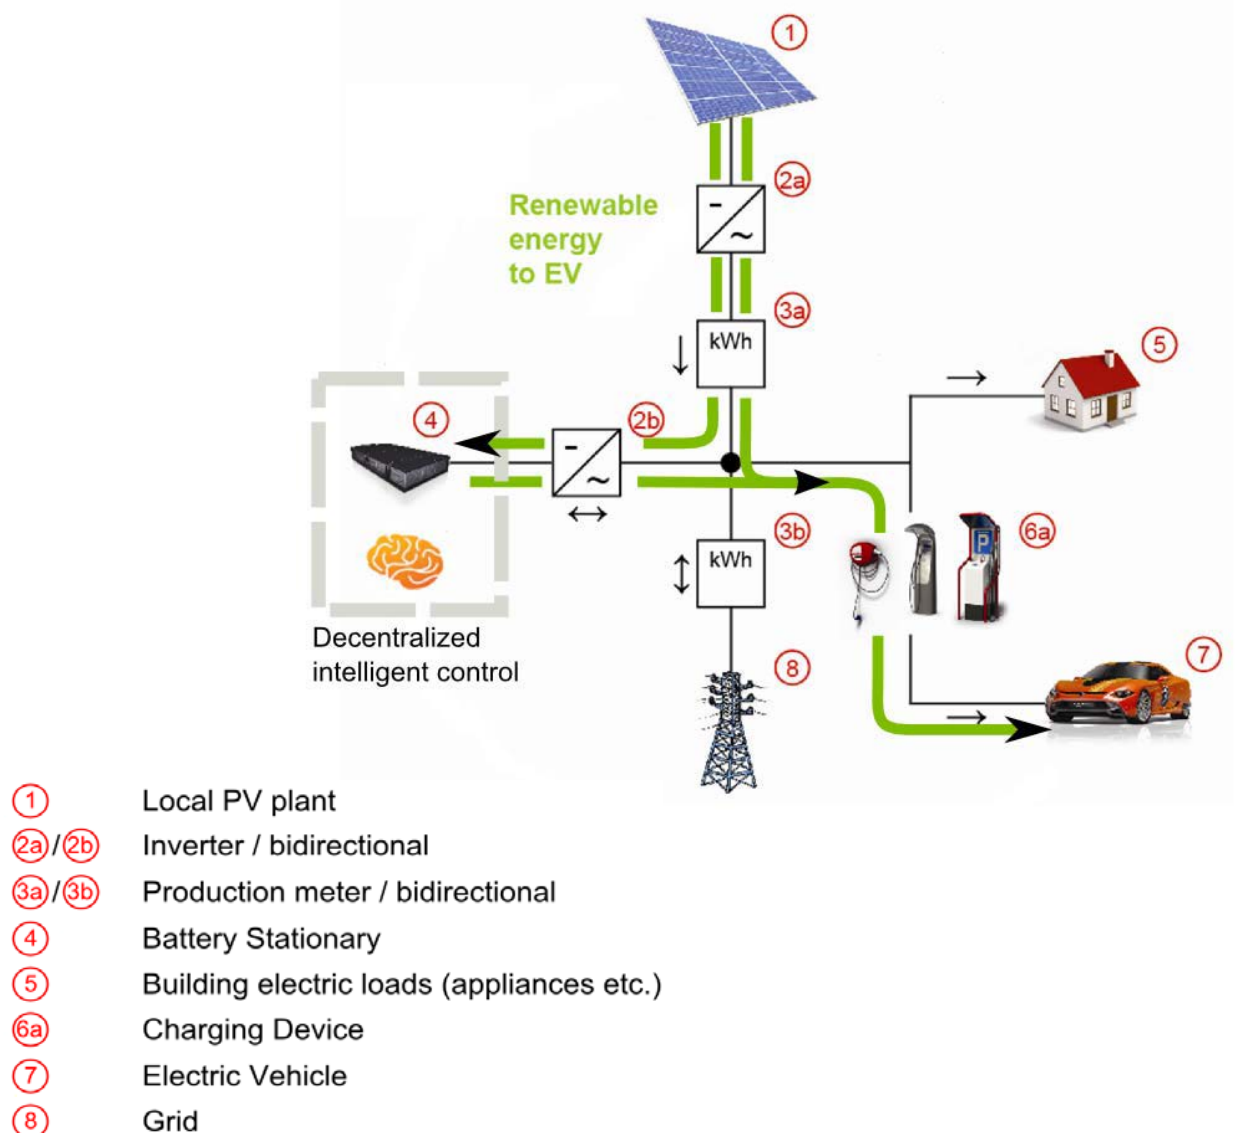 1
2a
Renewable
energy
to EV
3a
kWh
5
4
2b
6a
3b
kWh
P
Decentralized
intelligent control
7
8
1 Local PV plant
2a/2b Inverter / bidirectional
3a/3b Production meter / bidirectional
4 Battery Stationary
5 Building electric loads (appliances etc.)
6a Charging Device
7 Electric Vehicle
8 Grid